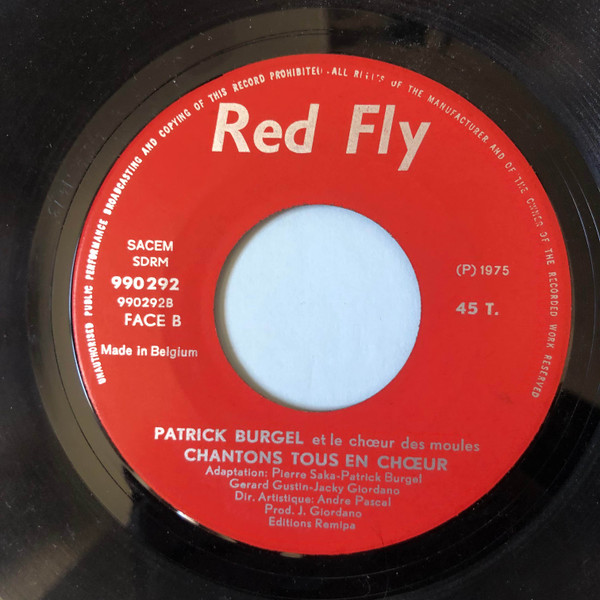 UNAUTHORISED PUBLIC PERFORMANCE BROADCASTING AND COPYING OF THIS RECORD PROHIBITED · ALL RIGHTS OF THE MANUFACTURER AND OF THE OWNER OF THE RECORDED WORK RESERVED
Red Fly
SACEM
SDRM
990292
990292B
FACE B
Made in Belgium
(P) 1975
45 T.
PATRICK BURGEL et le chœur des moules
CHANTONS TOUS EN CHŒUR
Adaptation: Pierre Saka-Patrick Burgel
Gerard Gustin-Jacky Giordano
Dir. Artistique: Andre Pascal
Prod. J. Giordano
Editions Remipa